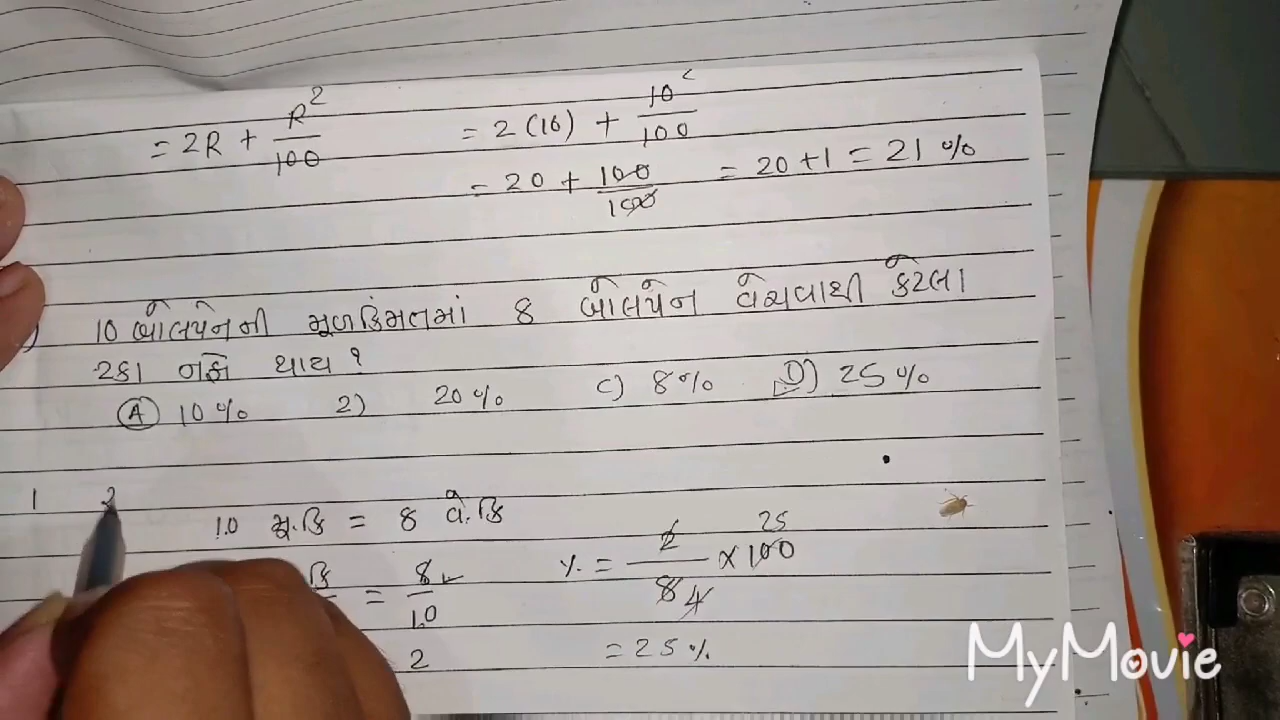 = 2R + R²/100 = 2(10) + 10²/100
= 20 + 100/100 = 20 + 1 = 21 %
10 બોલપેનની મૂળકિંમતમાં 8 બોલપેન વેચવાથી કેટલા
ટકા નફો થાય ?
(A) 10 % 2) 20 % C) 8 % D) 25 %
1 2
10 મૂ.કિ = 8 વે.કિ
કિ = 8/10
2
% = 2/8 4 × 100 25
= 25 %
MyMovie